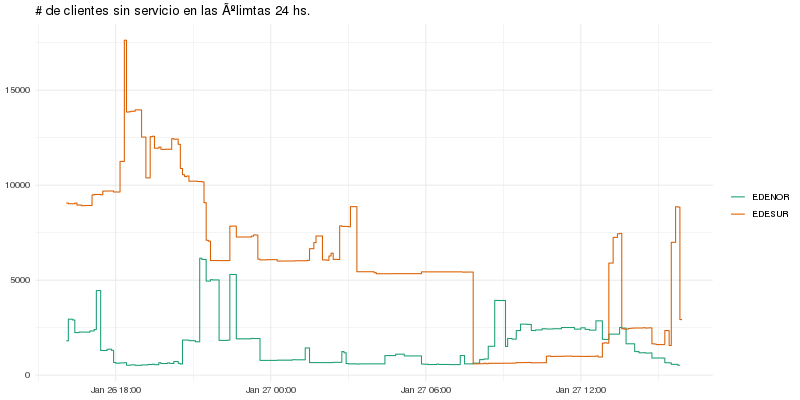 # de clientes sin servicio en las Ãºlimtas 24 hs.
15000
10000
5000
0
Jan 26 18:00
Jan 27 00:00
Jan 27 06:00
Jan 27 12:00
EDENOR
EDESUR